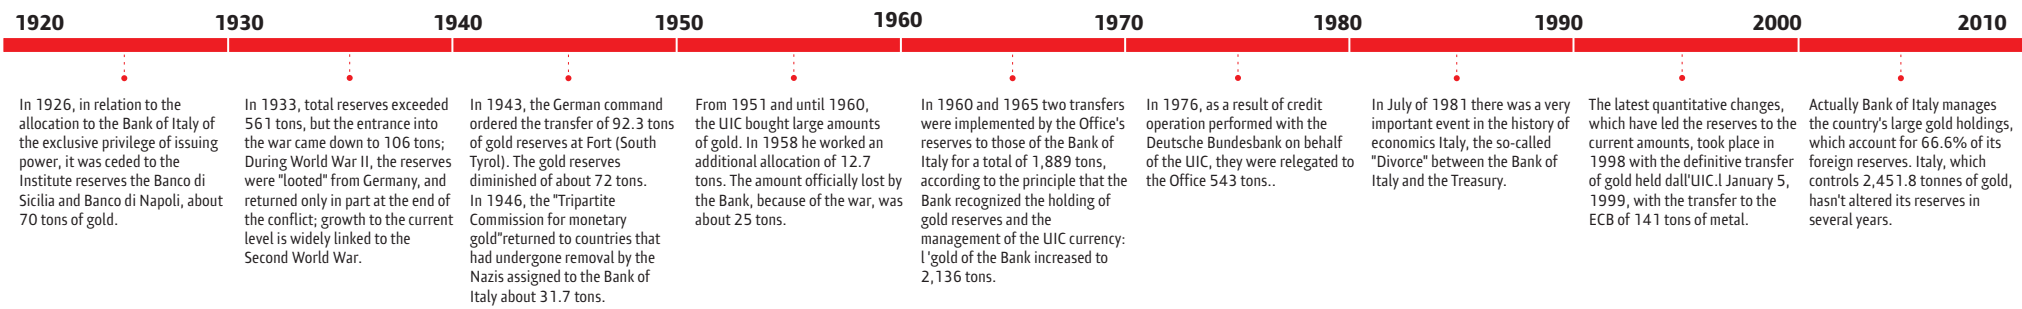 1920 1930 1940 1950 1960 1970 1980 1990 2000 2010
In 1926, in relation to the
allocation to the Bank of Italy of
the exclusive privilege of issuing
power, it was ceded to the
Institute reserves the Banco di
Sicilia and Banco di Napoli, about
70 tons of gold.
In 1933, total reserves exceeded
561 tons, but the entrance into
the war came down to 106 tons;
During World War II, the reserves
were "looted" from Germany, and
returned only in part at the end of
the conflict; growth to the current
level is widely linked to the
Second World War.
In 1943, the German command
ordered the transfer of 92.3 tons
of gold reserves at Fort (South
Tyrol). The gold reserves
diminished of about 72 tons.
In 1946, the "Tripartite
Commission for monetary
gold"returned to countries that
had undergone removal by the
Nazis assigned to the Bank of
Italy about 31.7 tons.
From 1951 and until 1960,
the UIC bought large amounts
of gold. In 1958 he worked an
additional allocation of 12.7
tons. The amount officially lost by
the Bank, because of the war, was
about 25 tons.
In 1960 and 1965 two transfers
were implemented by the Office's
reserves to those of the Bank of
Italy for a total of 1,889 tons,
according to the principle that the
Bank recognized the holding of
gold reserves and the
management of the UIC currency:
l 'gold of the Bank increased to
2,136 tons.
In 1976, as a result of credit
operation performed with the
Deutsche Bundesbank on behalf
of the UIC, they were relegated to
the Office 543 tons..
In July of 1981 there was a very
important event in the history of
economics Italy, the so-called
"Divorce" between the Bank of
Italy and the Treasury.
The latest quantitative changes,
which have led the reserves to the
current amounts, took place in
1998 with the definitive transfer
of gold held dall'UIC.l January 5,
1999, with the transfer to the
ECB of 141 tons of metal.
Actually Bank of Italy manages
the country's large gold holdings,
which account for 66.6% of its
foreign reserves. Italy, which
controls 2,451.8 tonnes of gold,
hasn't altered its reserves in
several years.